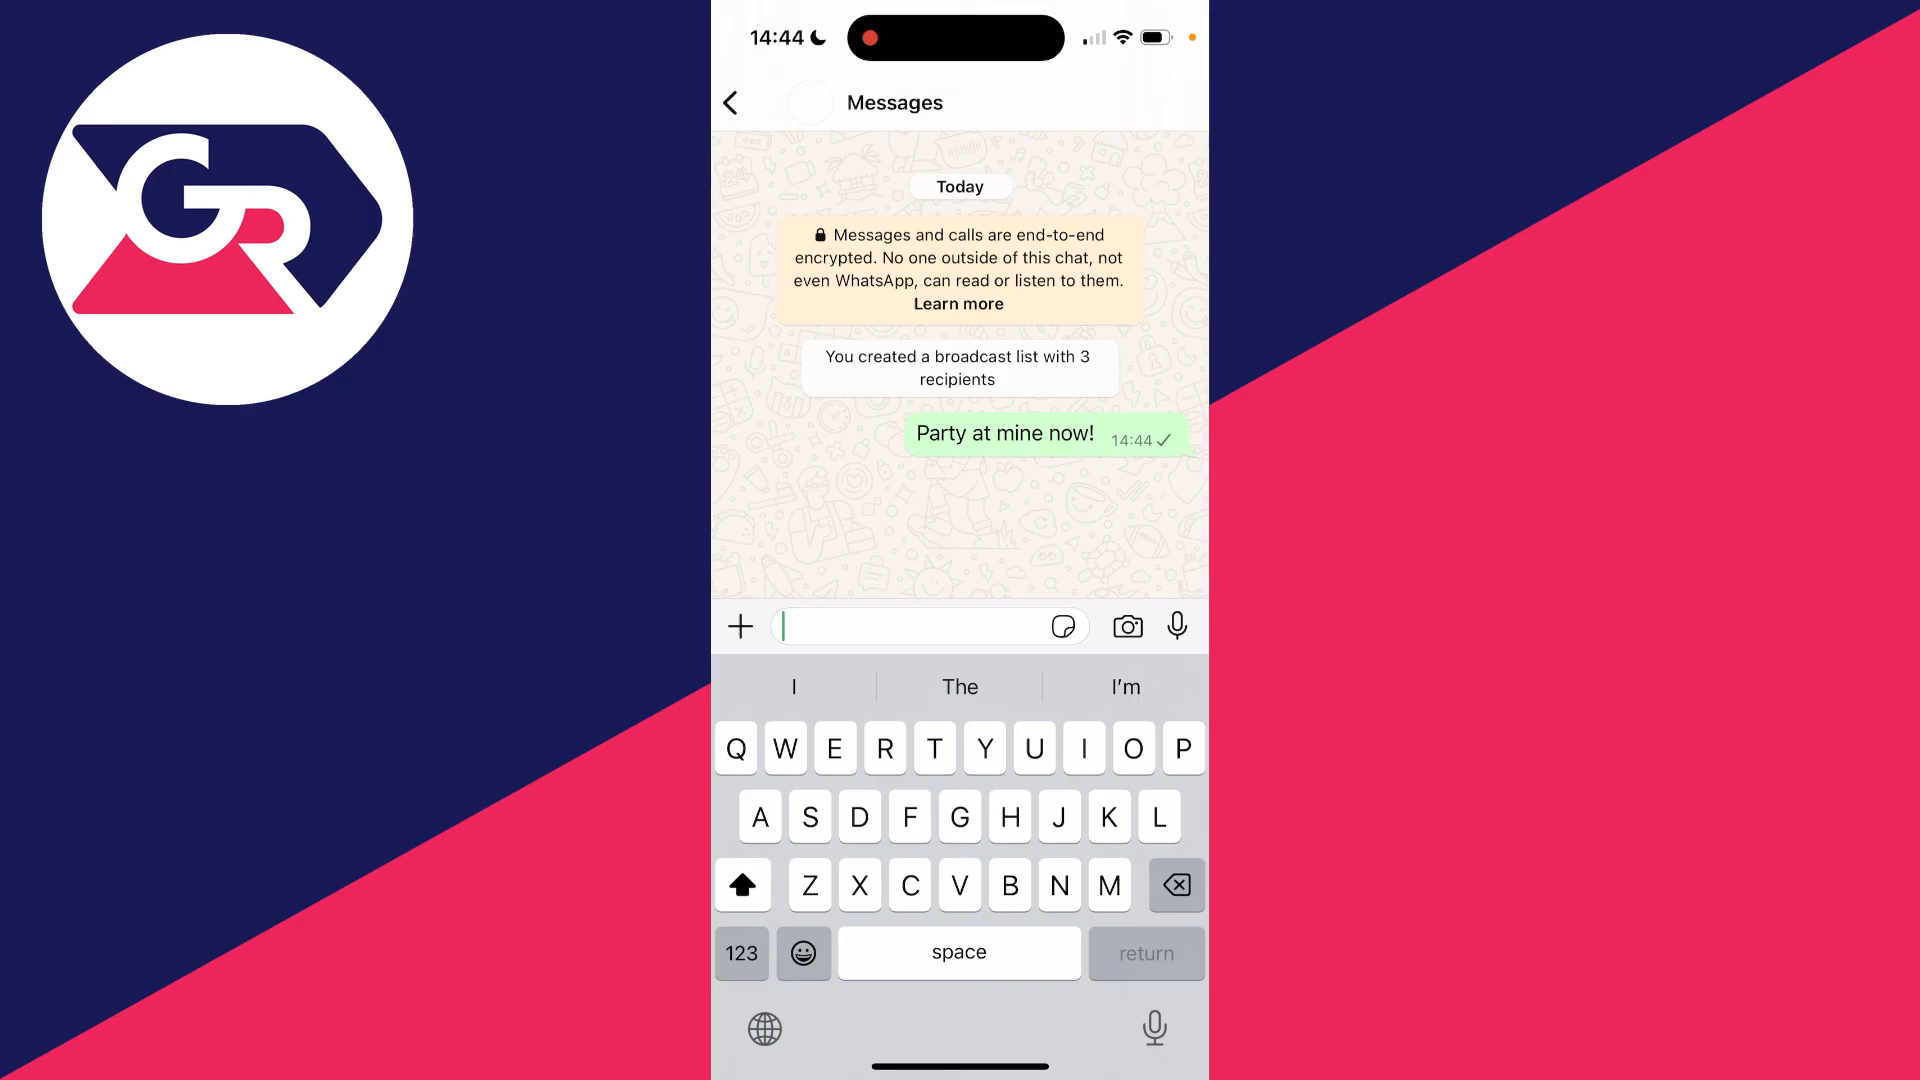 GR
14:44
Messages
Today
Messages and calls are end-to-end
encrypted. No one outside of this chat, not
even WhatsApp, can read or listen to them.
Learn more
You created a broadcast list with 3
recipients
Party at mine now! 14:44
I The I'm
Q W E R T Y U I O P
A S D F G H J K L
Z X C V B N M
123 space return